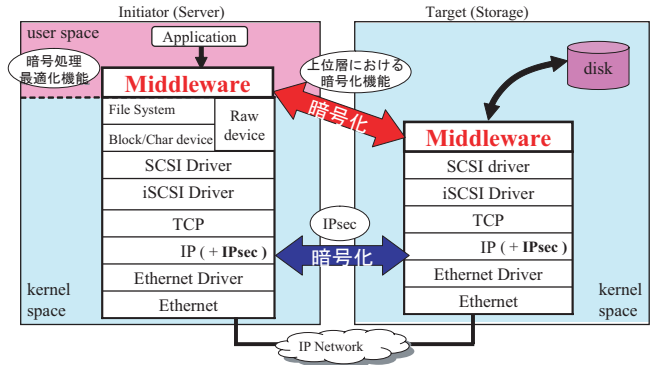 Initiator (Server)
user space
Application
暗号処理
最適化機能
Middleware
File System
Block/Char device
Raw
device
SCSI Driver
iSCSI Driver
TCP
IP ( + IPsec )
Ethernet Driver
Ethernet
kernel
space
上位層における
暗号化機能
暗号化
IPsec
暗号化
IP Network
Target (Storage)
disk
Middleware
SCSI driver
iSCSI Driver
TCP
IP ( + IPsec )
Ethernet Driver
Ethernet
kernel
space